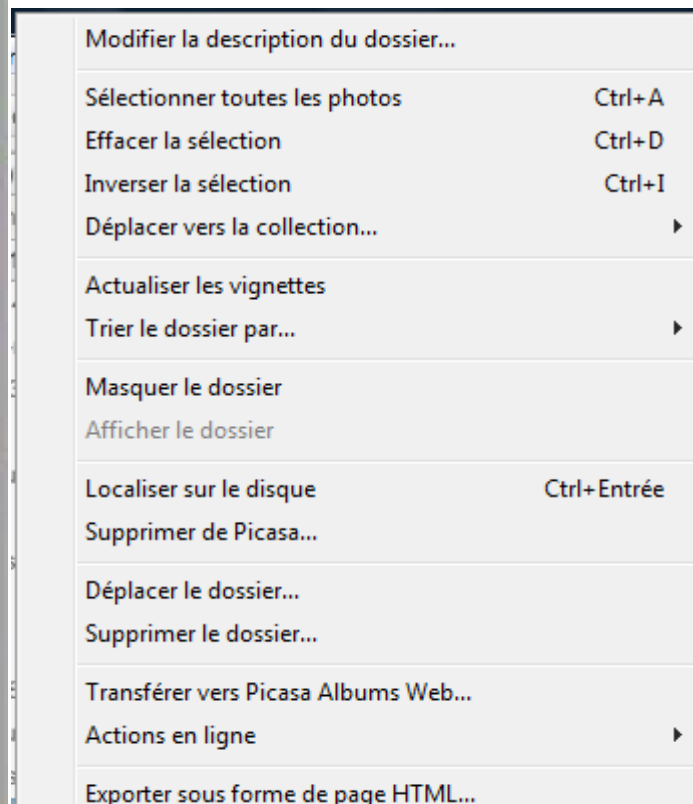 Modifier la description du dossier...
Sélectionner toutes les photos Ctrl+A
Effacer la sélection Ctrl+D
Inverser la sélection Ctrl+I
Déplacer vers la collection...
Actualiser les vignettes
Trier le dossier par...
Masquer le dossier
Afficher le dossier
Localiser sur le disque Ctrl+Entrée
Supprimer de Picasa...
Déplacer le dossier...
Supprimer le dossier...
Transférer vers Picasa Albums Web...
Actions en ligne
Exporter sous forme de page HTML...